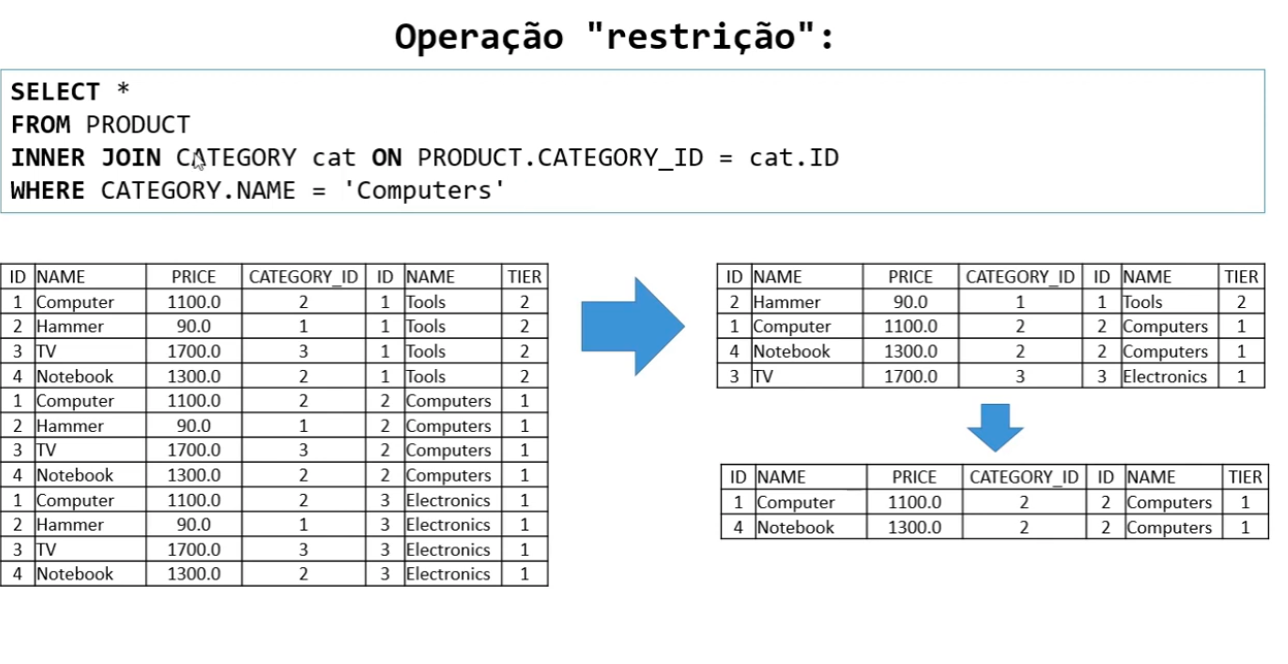 Operação "restrição":
SELECT *
FROM PRODUCT
INNER JOIN CATEGORY cat ON PRODUCT.CATEGORY_ID = cat.ID
WHERE CATEGORY.NAME = 'Computers'
ID NAME PRICE CATEGORY_ID ID NAME TIER
1 Computer 1100.0 2 1 Tools 2
2 Hammer 90.0 1 1 Tools 2
3 TV 1700.0 3 1 Tools 2
4 Notebook 1300.0 2 1 Tools 2
1 Computer 1100.0 2 2 Computers 1
2 Hammer 90.0 1 2 Computers 1
3 TV 1700.0 3 2 Computers 1
4 Notebook 1300.0 2 2 Computers 1
1 Computer 1100.0 2 3 Electronics 1
2 Hammer 90.0 1 3 Electronics 1
3 TV 1700.0 3 3 Electronics 1
4 Notebook 1300.0 2 3 Electronics 1
ID NAME PRICE CATEGORY_ID ID NAME TIER
2 Hammer 90.0 1 1 Tools 2
1 Computer 1100.0 2 2 Computers 1
4 Notebook 1300.0 2 2 Computers 1
3 TV 1700.0 3 3 Electronics 1
ID NAME PRICE CATEGORY_ID ID NAME TIER
1 Computer 1100.0 2 2 Computers 1
4 Notebook 1300.0 2 2 Computers 1